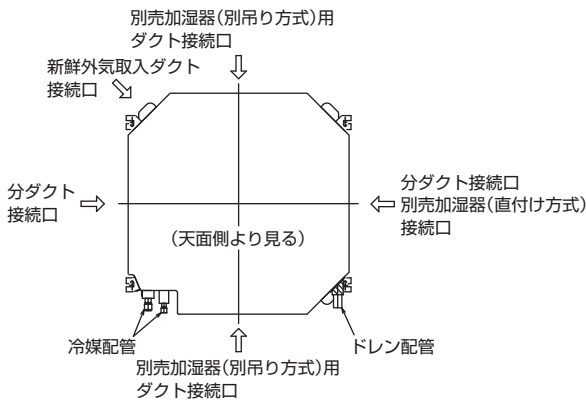 別売加湿器(別吊り方式)用
ダクト接続口
新鮮外気取入ダクト
接続口
分ダクト
接続口
分ダクト接続口
別売加湿器(直付け方式)
接続口
(天面側より見る)
冷媒配管
ドレン配管
別売加湿器(別吊り方式)用
ダクト接続口